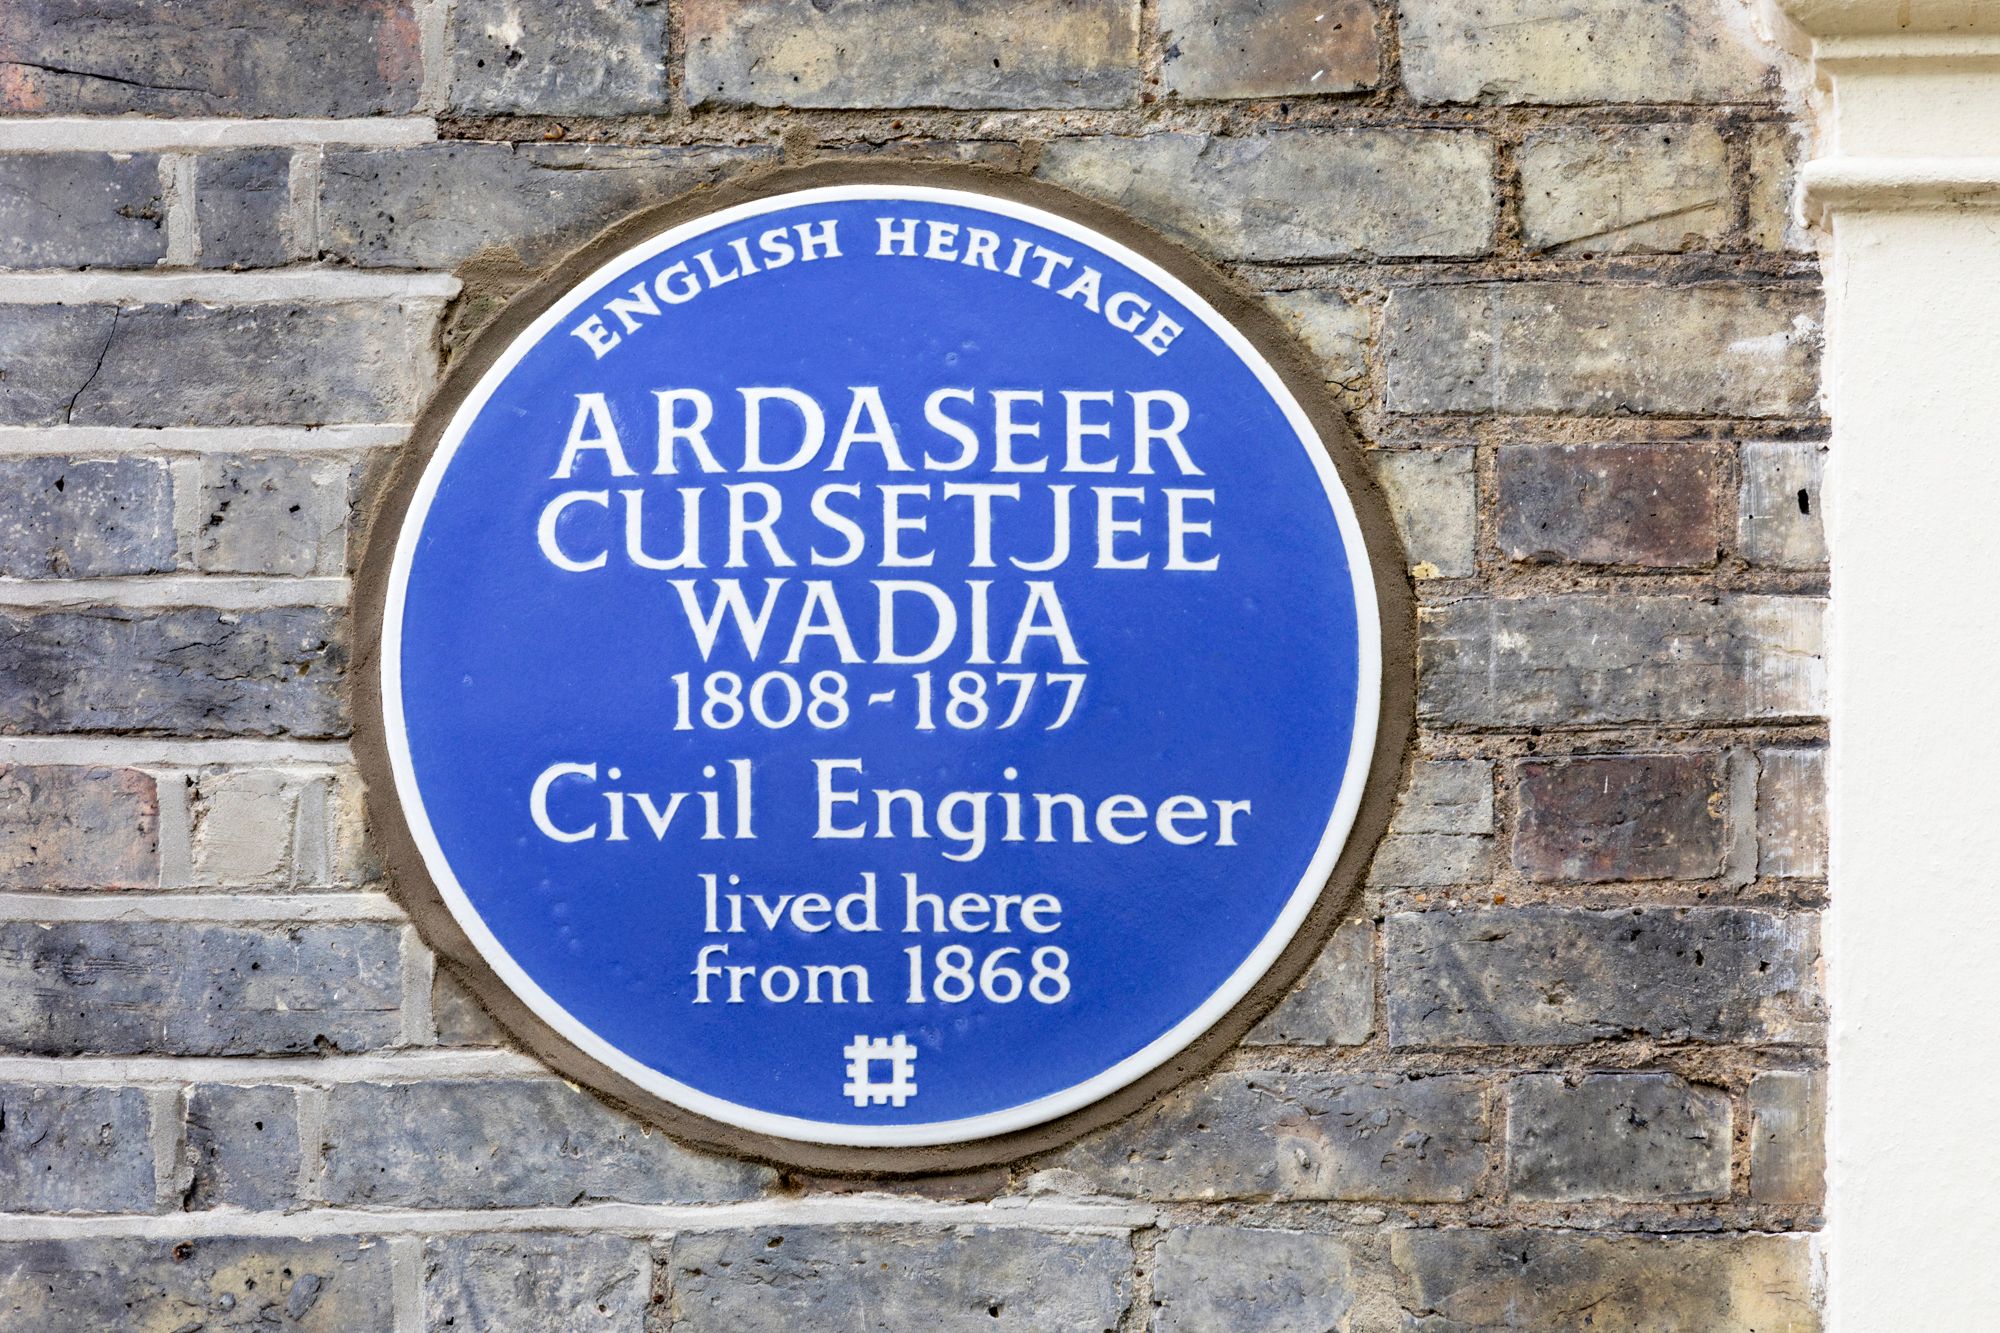 ENGLISH HERITAGE
ARDASEER
CURSETJEE
WADIA
1808-1877
Civil Engineer
lived here
from 1868